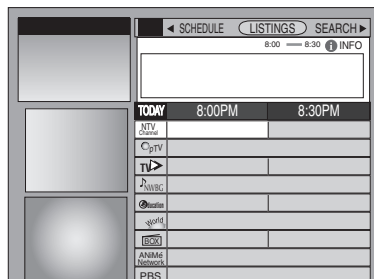 ◄ SCHEDULE LISTINGS SEARCH ►
8:00 — 8:30 i INFO
TODAY 8:00PM 8:30PM
NTV
Channel
OpTV
TV
NWBG
World
BOX
ANiMé
Network
PBS